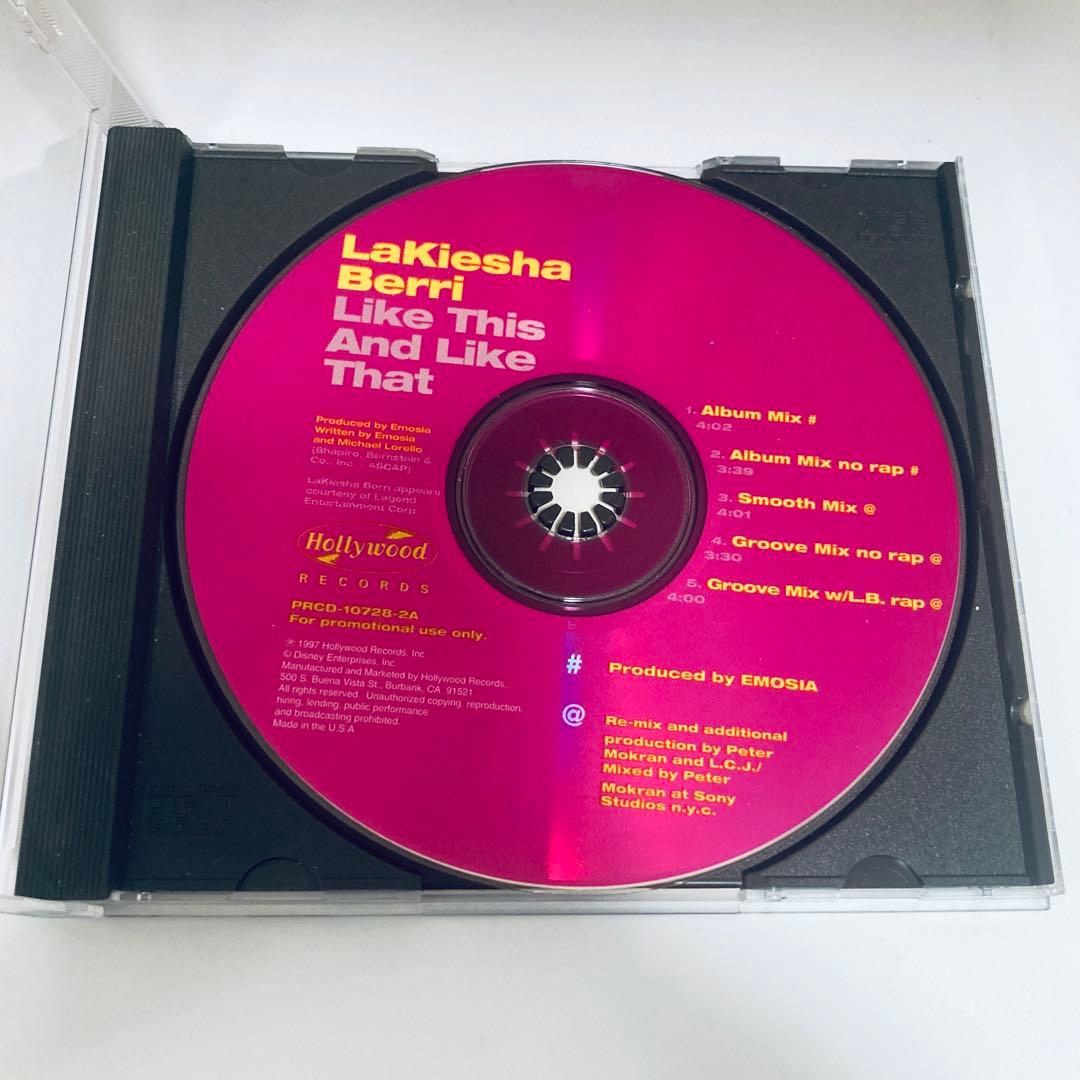 LaKiesha
Berri
Like This
And Like
That
Produced by Emosia
Written by Emosia
and Michael Lorello
(Shapiro, Bernstein &
Co., Inc. - ASCAP)
LaKiesha Berri appears
courtesy of Legend
Entertainment Corp.
Hollywood
RECORDS
PRCD-10728-2A
For promotional use only.
℗ 1997 Hollywood Records, Inc.
© Disney Enterprises, Inc.
Manufactured and Marketed by Hollywood Records,
500 S. Buena Vista St., Burbank, CA 91521
All rights reserved. Unauthorized copying, reproduction,
hiring, lending, public performance
and broadcasting prohibited.
Made in the U.S.A
1. Album Mix #
4:02
2. Album Mix no rap #
3:39
3. Smooth Mix @
4:01
4. Groove Mix no rap @
3:30
5. Groove Mix w/L.B. rap @
4:00
# Produced by EMOSIA
@ Re-mix and additional
production by Peter
Mokran and L.C.J./
Mixed by Peter
Mokran at Sony
Studios n.y.c.